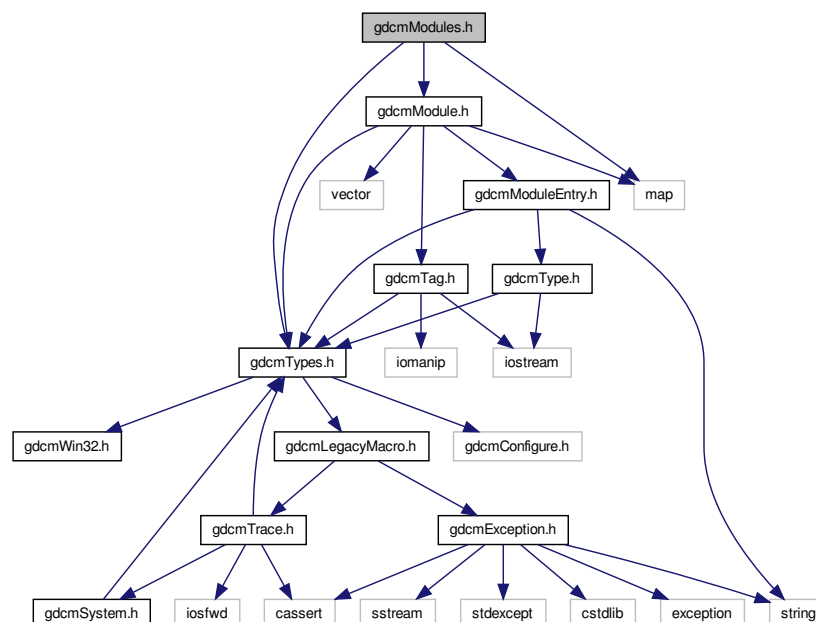 gdcmModules.h
gdcmModule.h
vector
gdcmModuleEntry.h
map
gdcmTag.h
gdcmType.h
gdcmTypes.h
iomanip
iostream
gdcmWin32.h
gdcmLegacyMacro.h
gdcmConfigure.h
gdcmTrace.h
gdcmException.h
gdcmSystem.h
iosfwd
cassert
sstream
stdexcept
cstdlib
exception
string